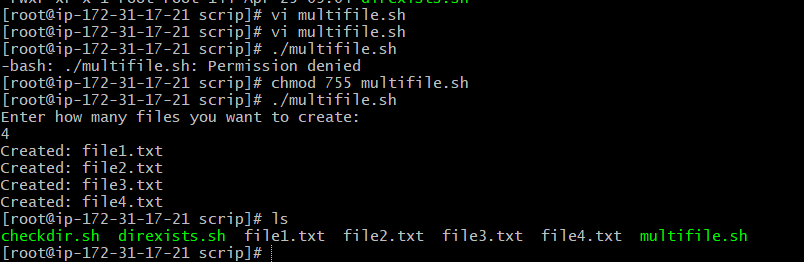 [root@ip-172-31-17-21 scrip]# vi multifile.sh
[root@ip-172-31-17-21 scrip]# vi multifile.sh
[root@ip-172-31-17-21 scrip]# ./multifile.sh
-bash: ./multifile.sh: Permission denied
[root@ip-172-31-17-21 scrip]# chmod 755 multifile.sh
[root@ip-172-31-17-21 scrip]# ./multifile.sh
Enter how many files you want to create:
4
Created: file1.txt
Created: file2.txt
Created: file3.txt
Created: file4.txt
[root@ip-172-31-17-21 scrip]# ls
checkdir.sh  direxists.sh  file1.txt  file2.txt  file3.txt  file4.txt  multifile.sh
[root@ip-172-31-17-21 scrip]#